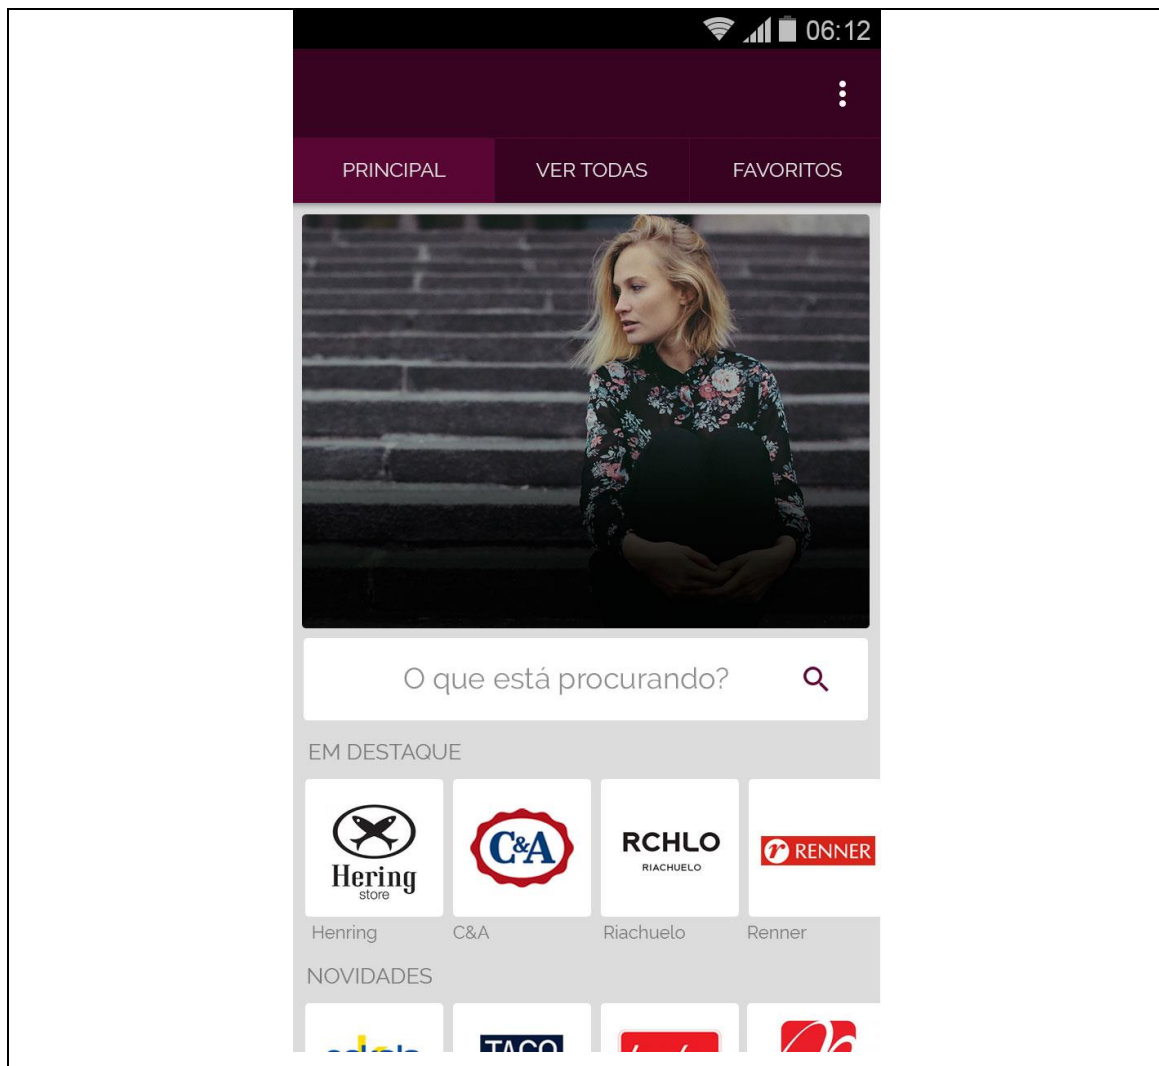 06:12
PRINCIPAL VER TODAS FAVORITOS
O que está procurando?
EM DESTAQUE
Hering
store
C&A
RCHLO
RIACHUELO
RENNER
Henring C&A Riachuelo Renner
NOVIDADES
TACO